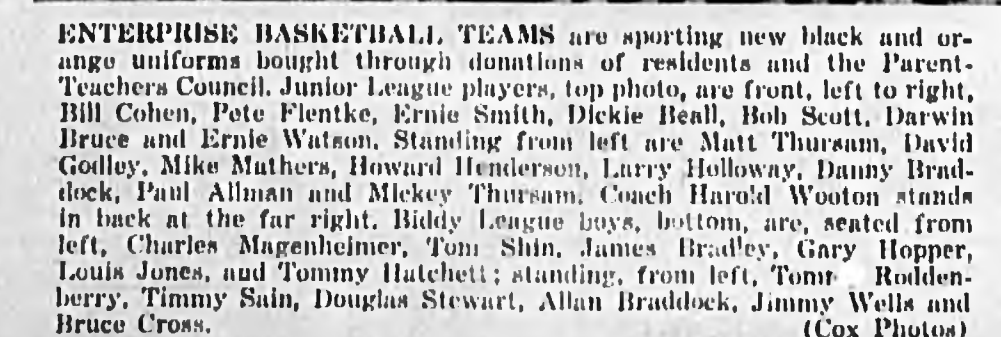 ENTERPRISE BASKETBALL TEAMS are sporting new black and or-
ange uniforms bought through donations of residents and the Parent-
Teachers Council. Junior League players, top photo, are front, left to right,
Bill Cohen, Pete Flentke, Ernie Smith, Dickie Beall, Bob Scott, Darwin
Bruce and Ernie Watson. Standing from left are Matt Thursam, David
Godley, Mike Mathers, Howard Henderson, Larry Holloway, Danny Brad-
dock, Paul Allman and Mickey Thursam. Coach Harold Wooton stands
in back at the far right. Biddy League boys, bottom, are, seated from
left, Charles Magenheimer, Tom Shin, James Bradley, Gary Hopper,
Louis Jones, and Tommy Hatchett; standing, from left, Rodden-
berry, Timmy Sain, Douglas Stewart, Allan Braddock, Jimmy Wells and
Bruce Cross. (Cox Photos)